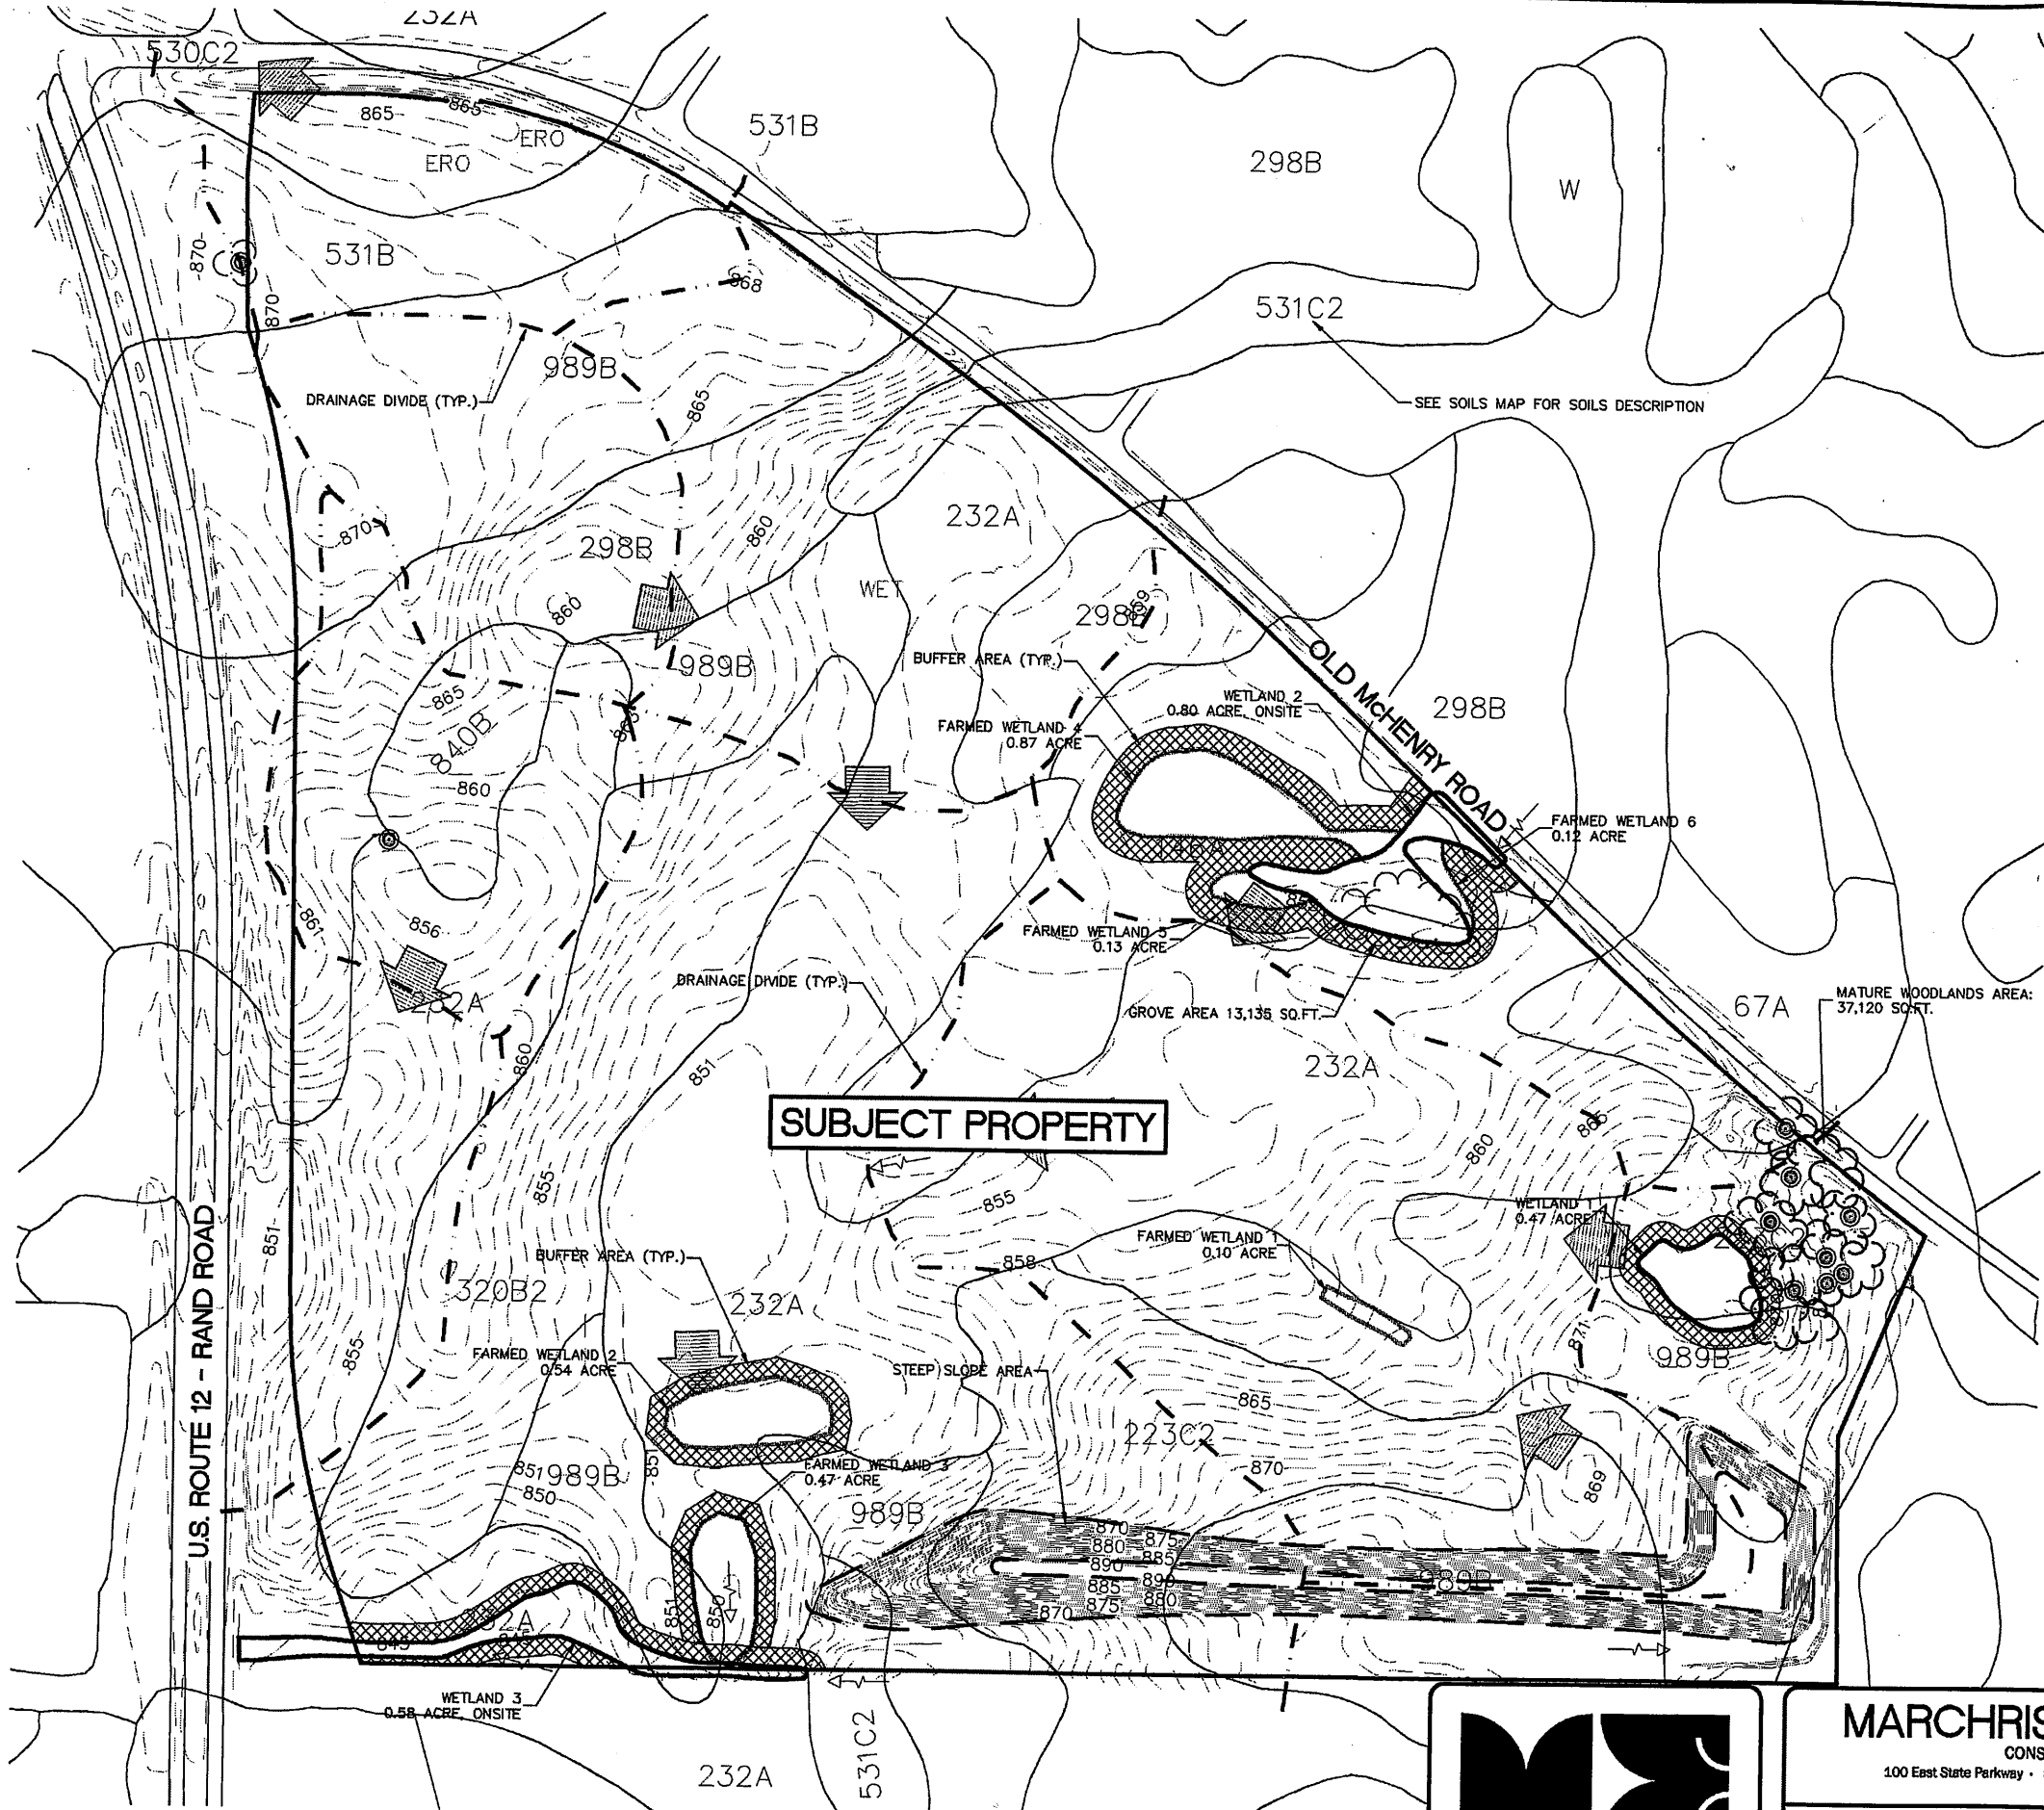 232A
530C2
865
865
ERO
ERO
531B
298B
W
870
531B
870
868
531C2
989B
DRAINAGE DIVIDE (TYP.)
865
SEE SOILS MAP FOR SOILS DESCRIPTION
870
298B
860
232A
860
WET
859
298B
989B
BUFFER AREA (TYP.)
OLD McHENRY ROAD
865
840B
865
WETLAND 2
0.80 ACRE, ONSITE
298B
FARMED WETLAND 4
0.87 ACRE
860
FARMED WETLAND 6
0.12 ACRE
146A
861
856
FARMED WETLAND 5
0.13 ACRE
232A
DRAINAGE DIVIDE (TYP.)
GROVE AREA 13,135 SQ.FT.
67A
MATURE WOODLANDS AREA:
37,120 SQ.FT.
860
851
232A
SUBJECT PROPERTY
866
860
855
855
WETLAND 1
0.47 ACRE
851
U.S. ROUTE 12 - RAND ROAD
BUFFER AREA (TYP.)
858
FARMED WETLAND 1
0.10 ACRE
320B2
232A
855
FARMED WETLAND 2
0.54 ACRE
STEEP SLOPE AREA
871
989B
865
223C2
851
989B
850
851
FARMED WETLAND 3
0.47 ACRE
870
869
989B
870
875
880
885
890
890
885
880
875
870
989B
851
850
232A
849
WETLAND 3
0.58 ACRE, ONSITE
232A
531C2
MARCHRIS
CONS
100 East State Parkway •